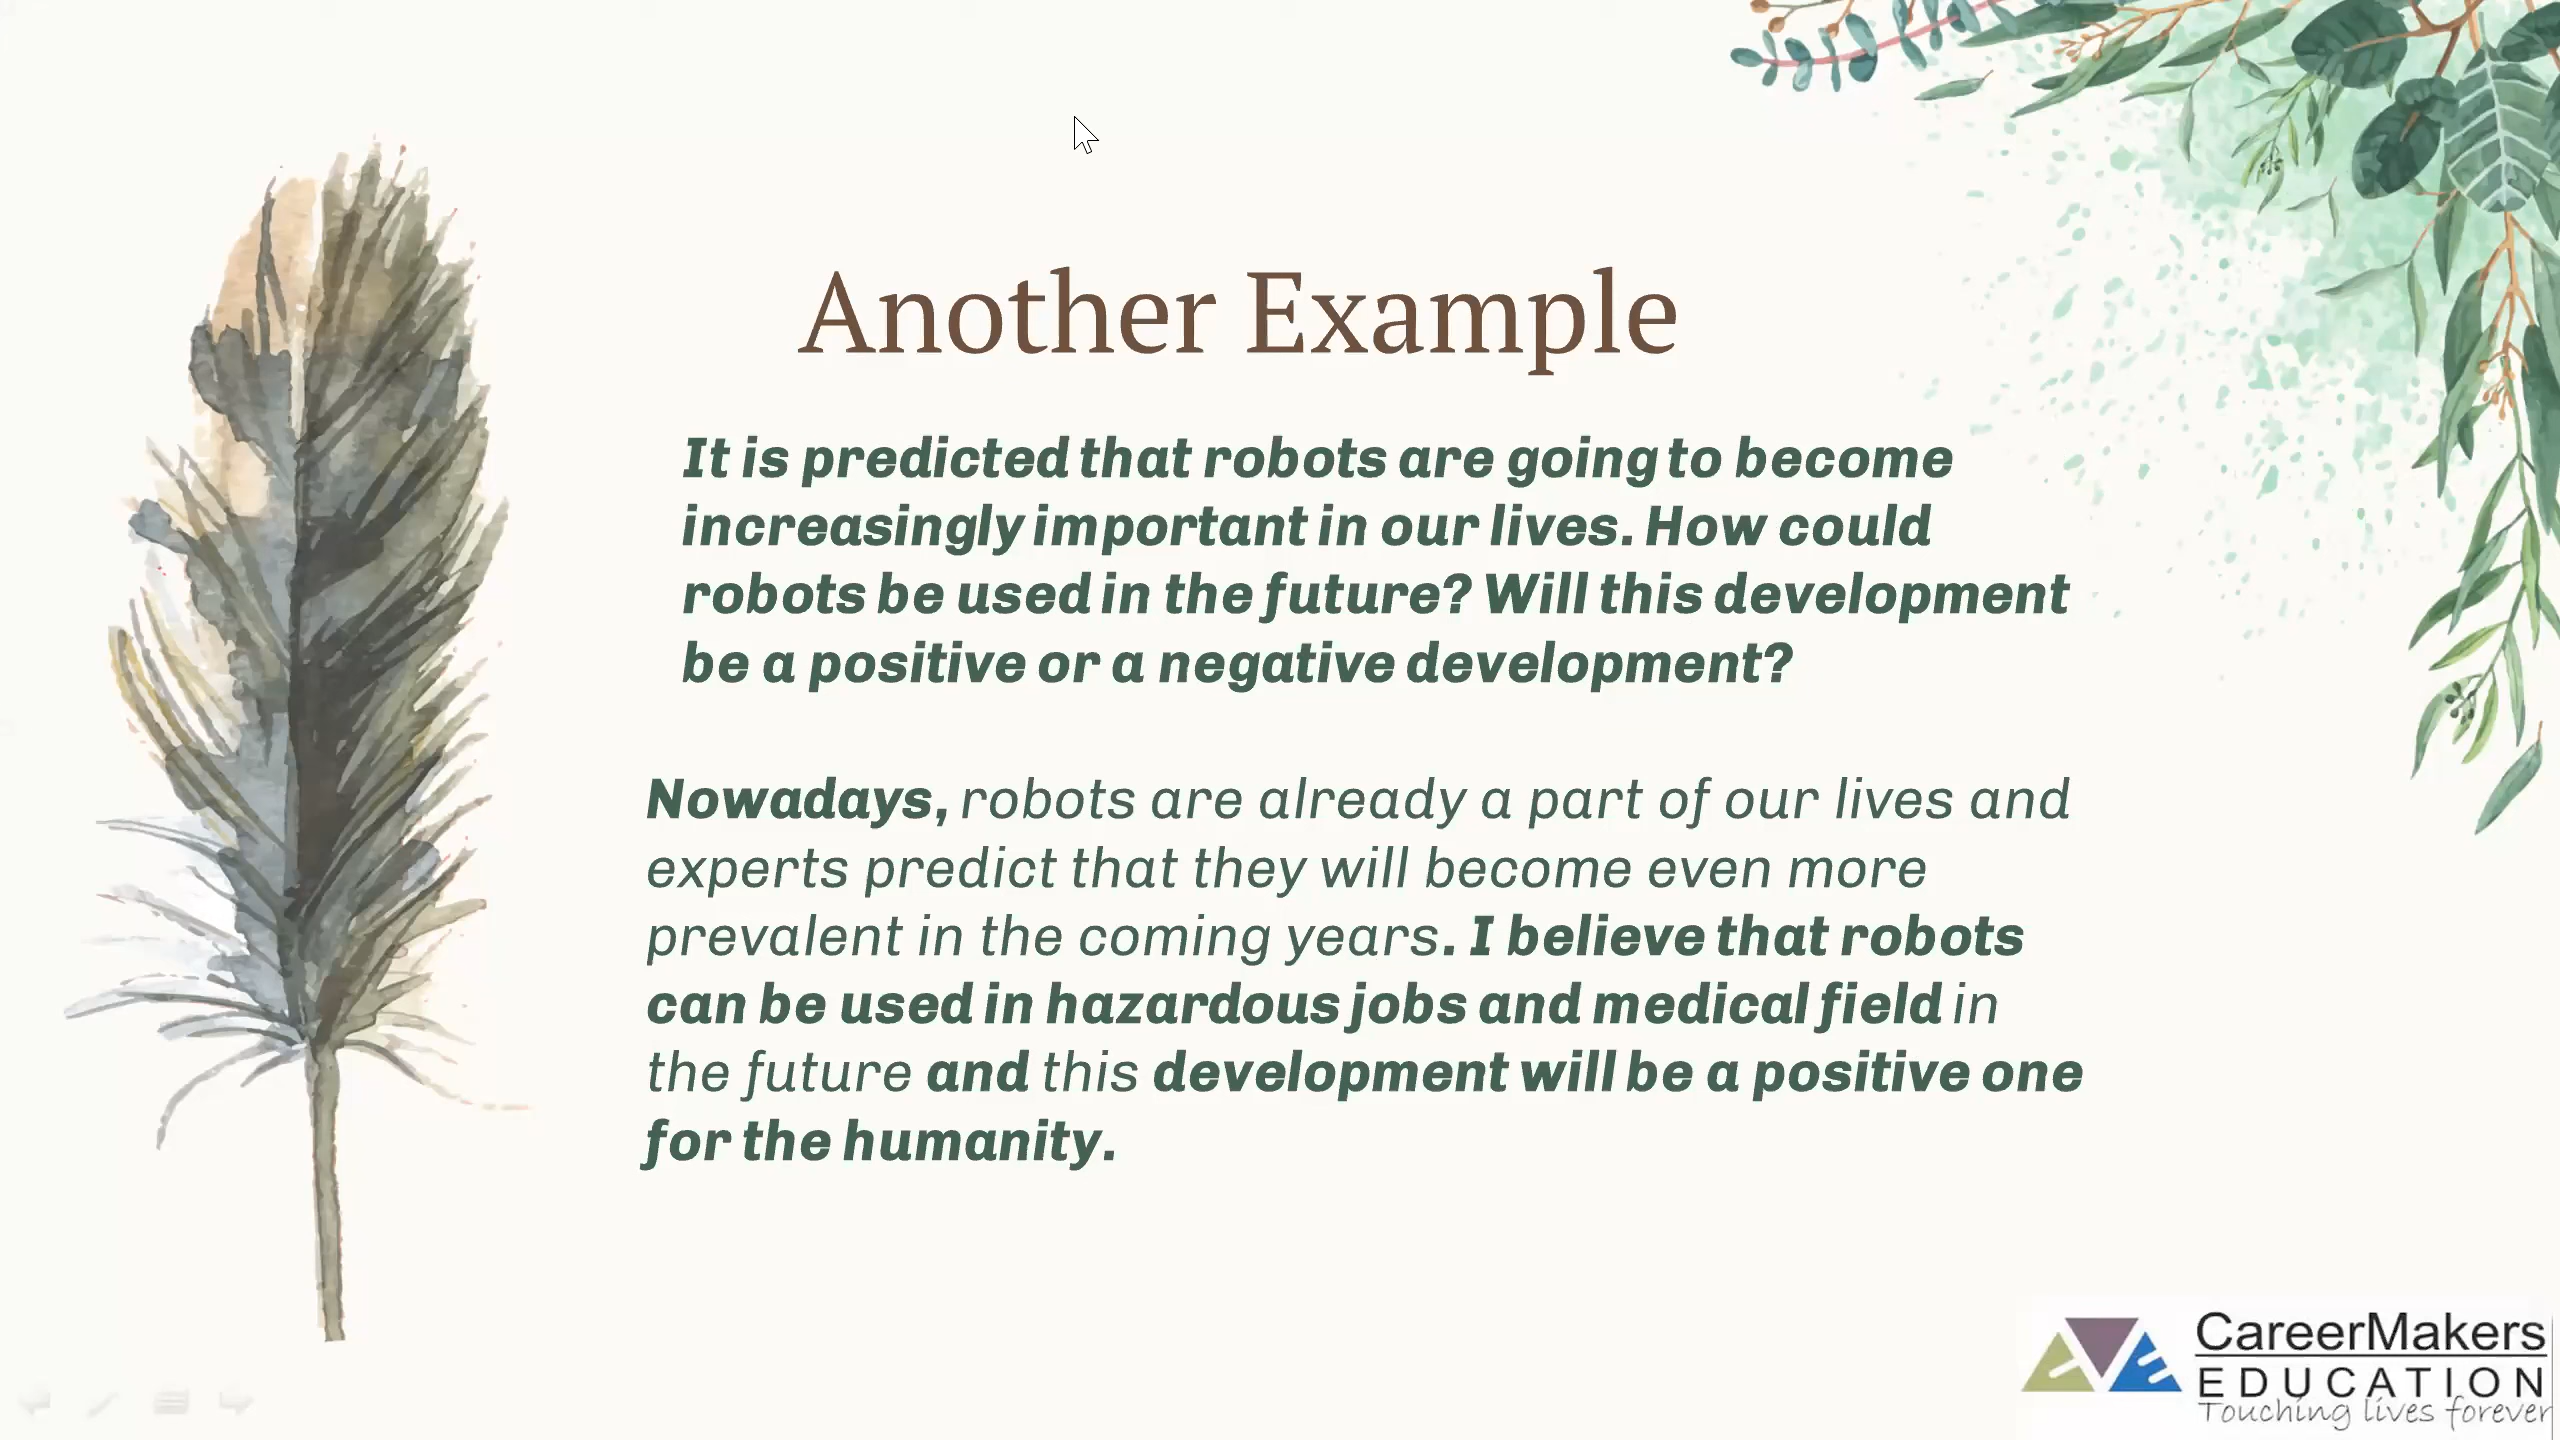 Another Example
It is predicted that robots are going to become
increasingly important in our lives. How could
robots be used in the future? Will this development
be a positive or a negative development?
Nowadays, robots are already a part of our lives and
experts predict that they will become even more
prevalent in the coming years. I believe that robots
can be used in hazardous jobs and medical field in
the future and this development will be a positive one
for the humanity.
CareerMakers
EDUCATION
Touching lives forever